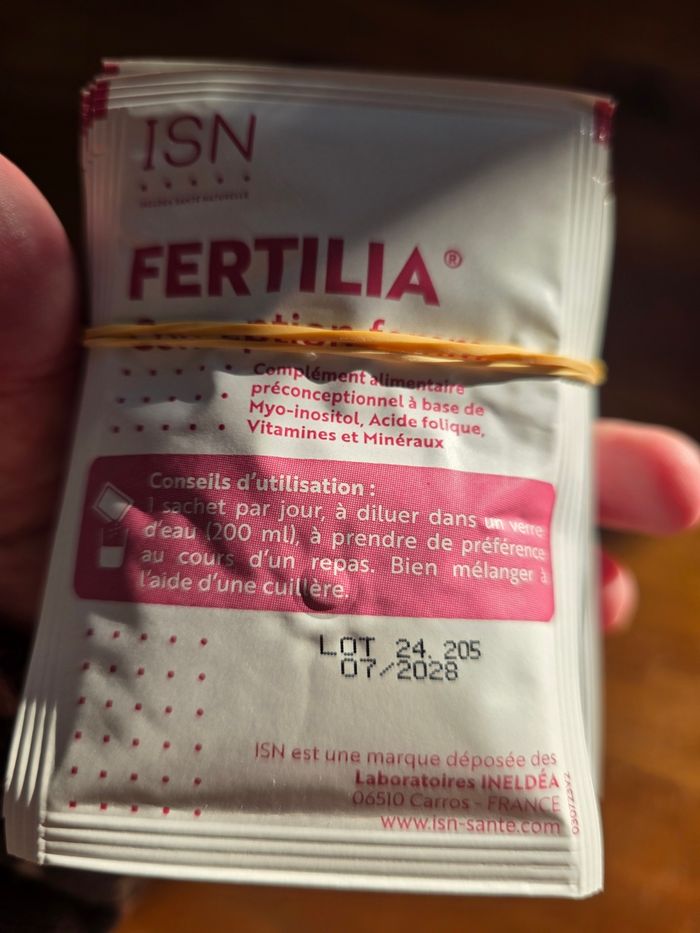 ISN
INELDEA SANTÉ NATURELLE
FERTILIA®
Complément alimentaire
préconceptionnel à base de
Myo-inositol, Acide folique,
Vitamines et Minéraux
Conseils d'utilisation :
1 sachet par jour, à diluer dans un verre
d'eau (200 ml), à prendre de préférence
au cours d'un repas. Bien mélanger à
l'aide d'une cuillère.
LOT 24. 205
07/2028
ISN est une marque déposée des
Laboratoires INELDÉA
06510 Carros - FRANCE
www.isn-sante.com